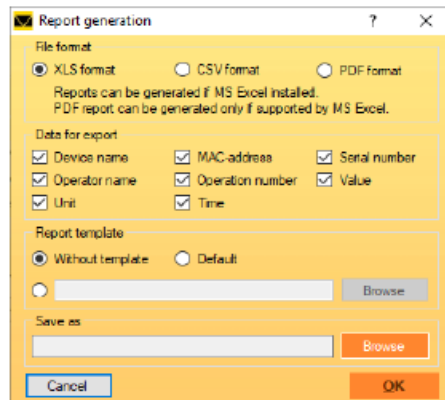 Report generation
File format
XLS format CSV format PDF format
Reports can be generated if MS Excel installed.
PDF report can be generated only if supported by MS Excel.
Data for export
Device name MAC-address Serial number
Operator name Operation number Value
Unit Time
Report template
Without template Default
Browse
Save as
Browse
Cancel OK